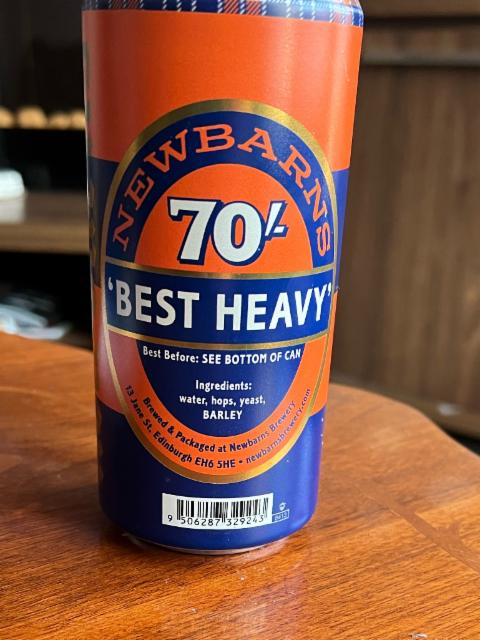 NEWBARNS
70/-
'BEST HEAVY'
Best Before: SEE BOTTOM OF CAN
Ingredients:
water, hops, yeast,
BARLEY
Brewed & Packaged at Newbarns Brewery
13 Jane St. Edinburgh EH6 5HE • newbarnsbrewery.com
9 506287 329243